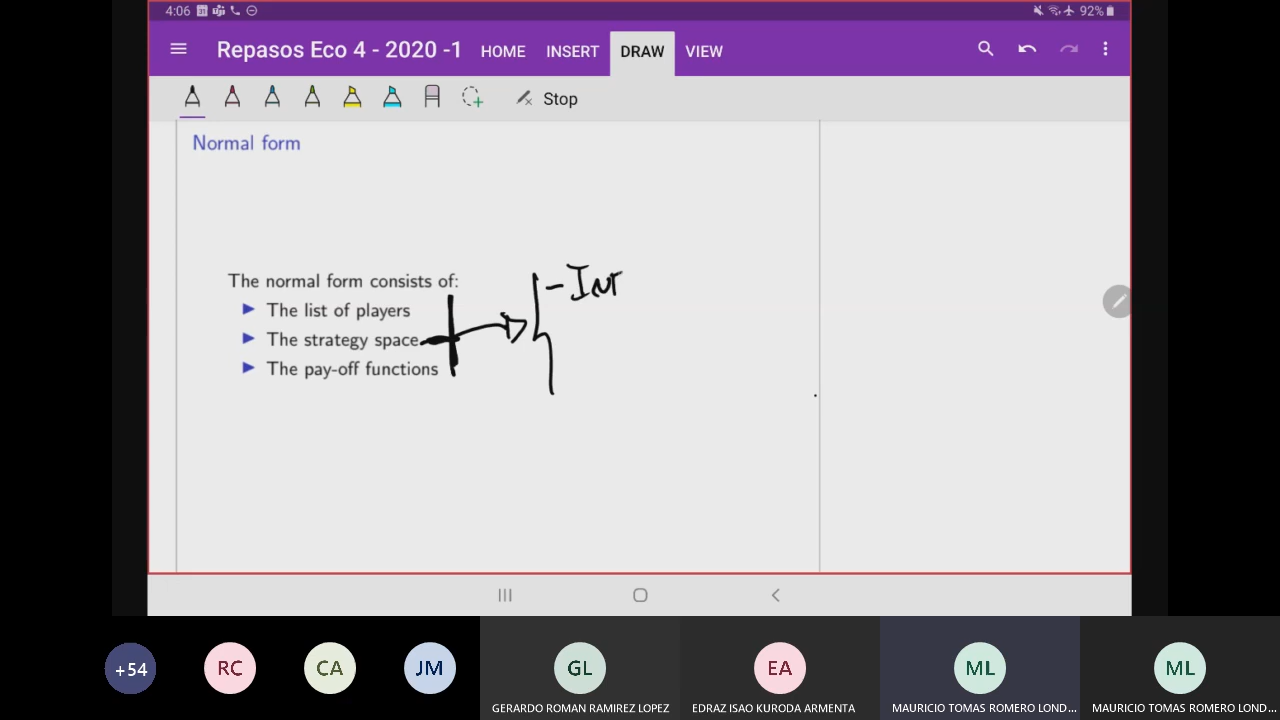 4:06 92%
Repasos Eco 4 - 2020 -1 HOME INSERT DRAW VIEW
Stop
Normal form
The normal form consists of:
The list of players
The strategy space
The pay-off functions
- Inf
+54 RC CA JM GL EA ML ML
GERARDO ROMAN RAMIREZ LOPEZ EDRAZ ISAO KURODA ARMENTA MAURICIO TOMAS ROMERO LOND... MAURICIO TOMAS ROMERO LOND...